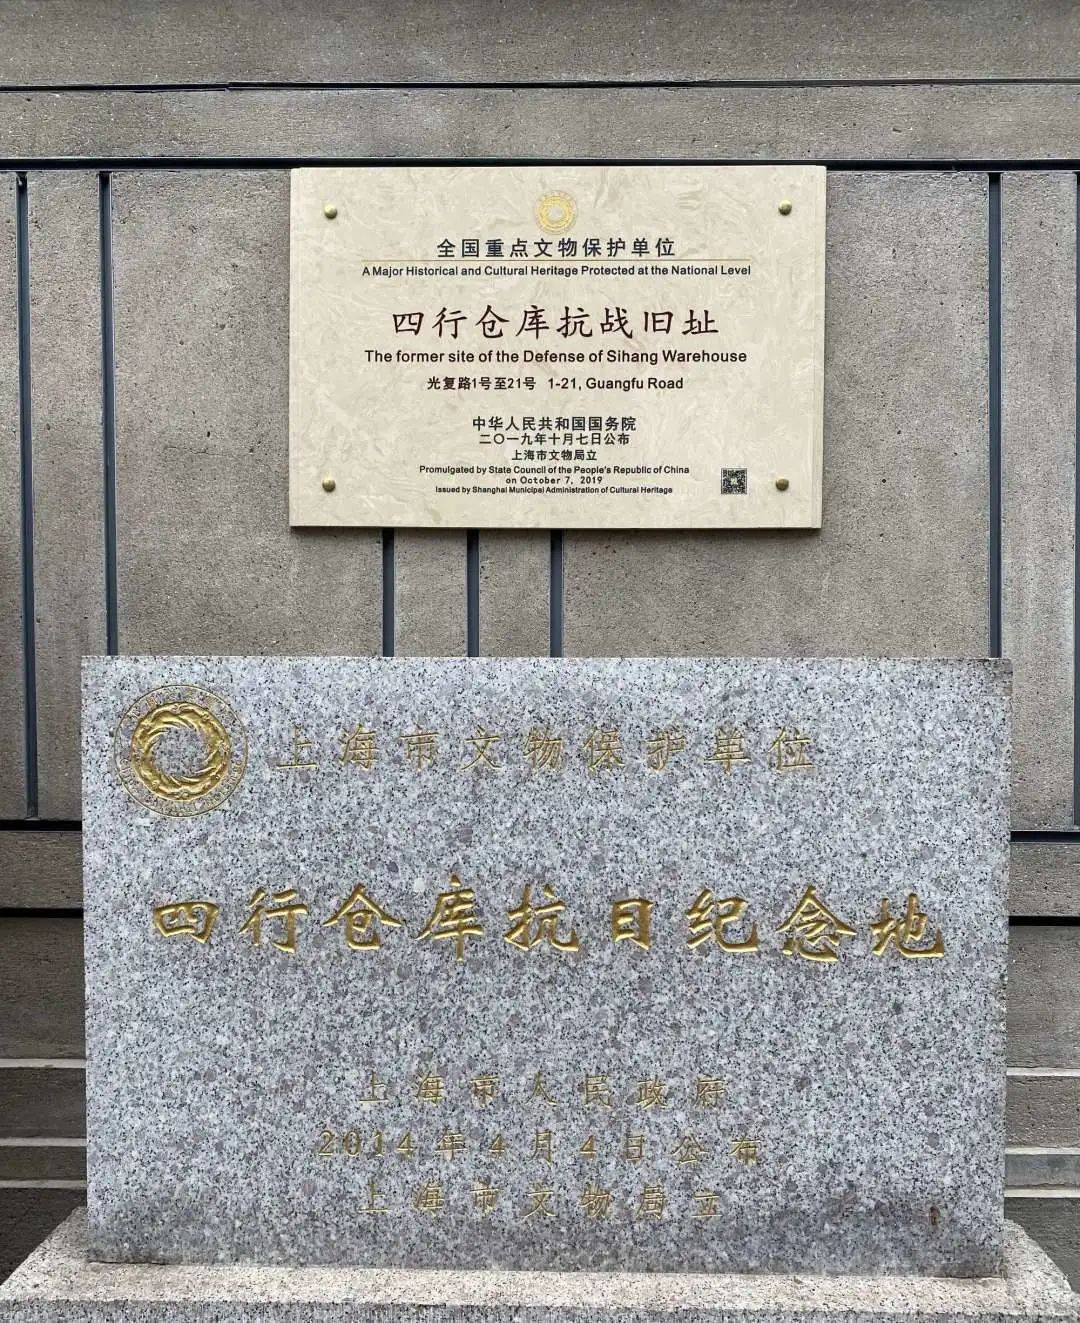 全国重点文物保护单位
A Major Historical and Cultural Heritage Protected at the National Level
四行仓库抗战旧址
The former site of the Defense of Sihang Warehouse
光复路1号至21号 1-21, Guangfu Road
中华人民共和国国务院
二〇一九年十月七日公布
上海市文物局立
Promulgated by State Council of the People's Republic of China
on October 7, 2019
Issued by Shanghai Municipal Administration of Cultural Heritage
上海市文物保护单位
四行仓库抗日纪念地
上海市人民政府
2014年4月4日公布
上海市文物局立